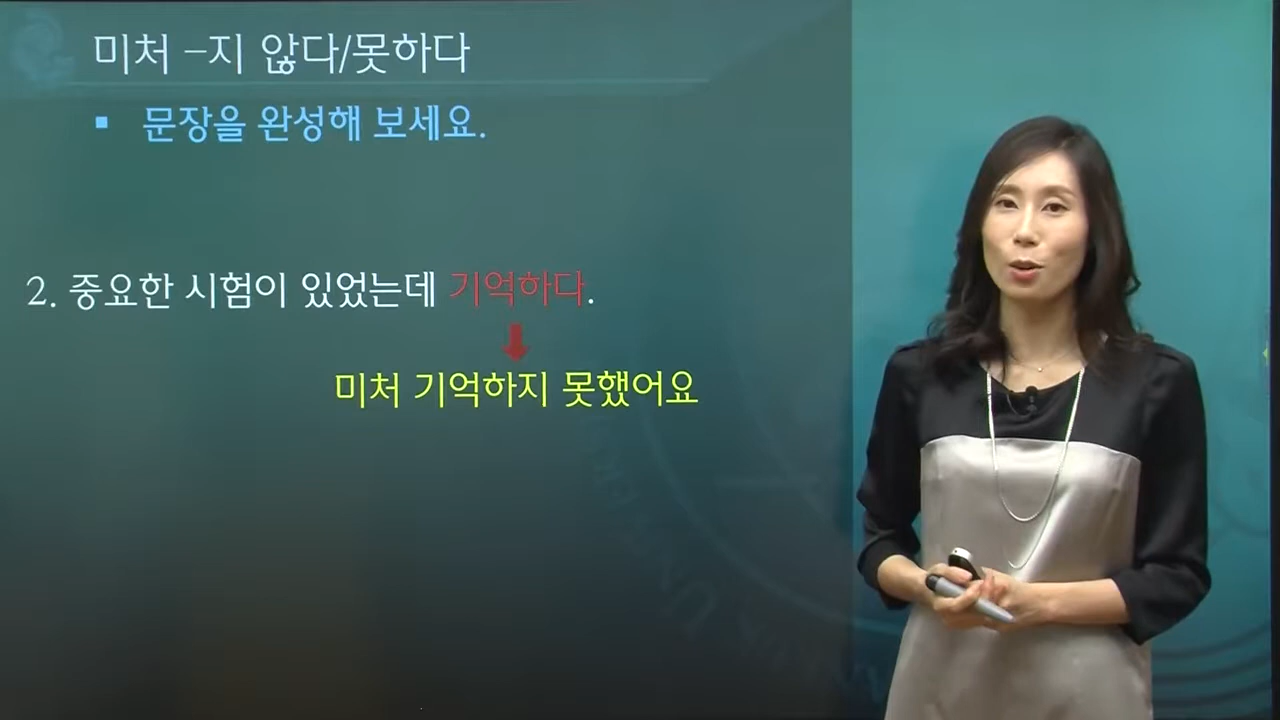 미처 –지 않다/못하다
▪ 문장을 완성해 보세요.
2. 중요한 시험이 있었는데 기억하다.
미처 기억하지 못했어요